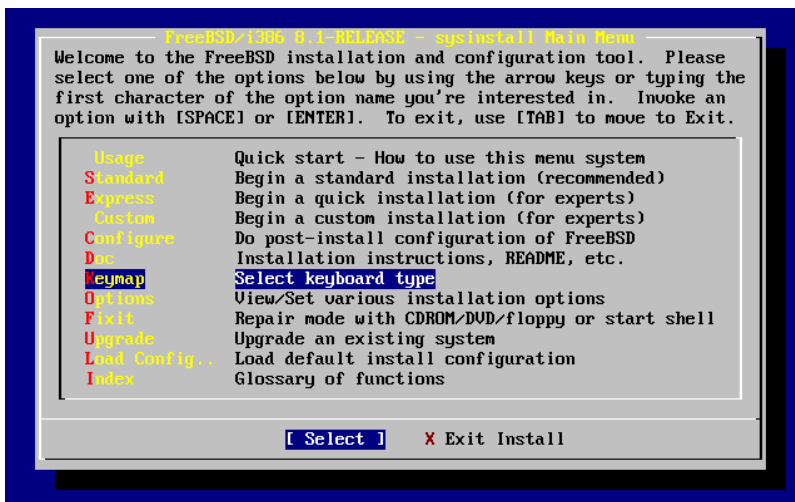 FreeBSD/i386 8.1-RELEASE - sysinstall Main Menu
Welcome to the FreeBSD installation and configuration tool. Please
select one of the options below by using the arrow keys or typing the
first character of the option name you're interested in. Invoke an
option with [SPACE] or [ENTER]. To exit, use [TAB] to move to Exit.
Usage Quick start - How to use this menu system
Standard Begin a standard installation (recommended)
Express Begin a quick installation (for experts)
Custom Begin a custom installation (for experts)
Configure Do post-install configuration of FreeBSD
Doc Installation instructions, README, etc.
Keymap Select keyboard type
Options View/Set various installation options
Fixit Repair mode with CDROM/DVD/floppy or start shell
Upgrade Upgrade an existing system
Load Config.. Load default install configuration
Index Glossary of functions
[ Select ] X Exit Install